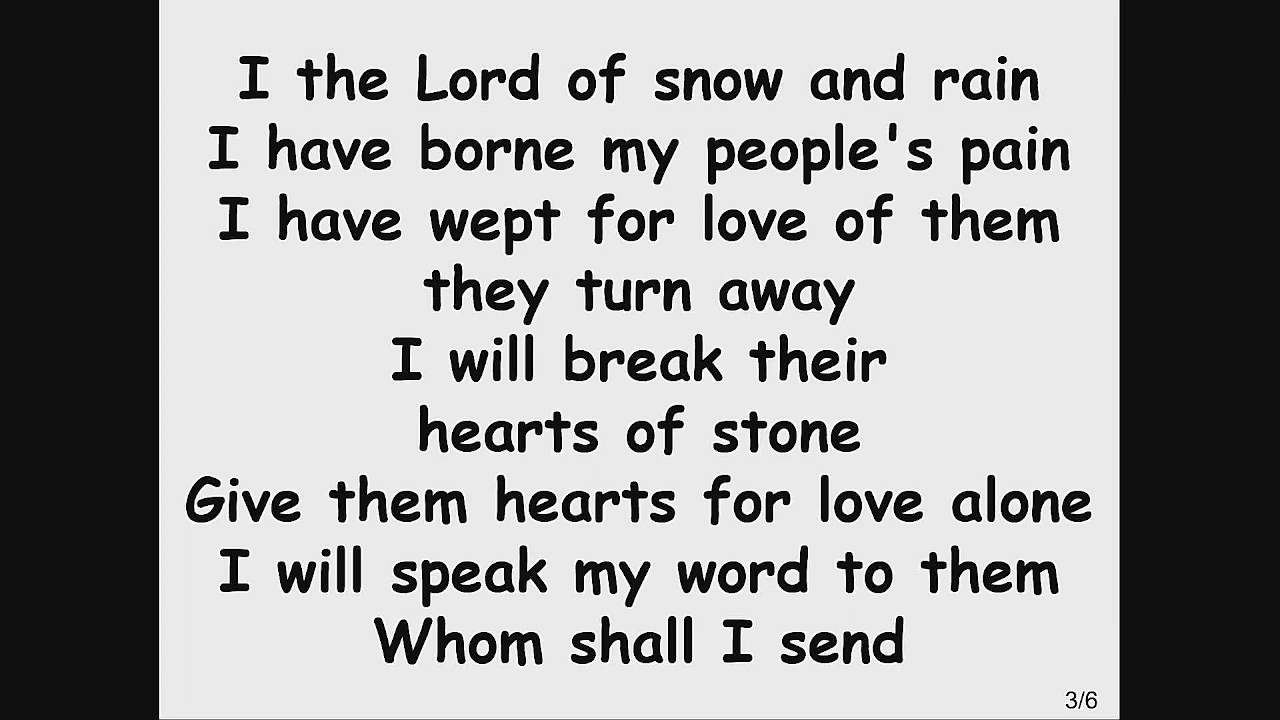 I the Lord of snow and rain
I have borne my people's pain
I have wept for love of them
they turn away
I will break their
hearts of stone
Give them hearts for love alone
I will speak my word to them
Whom shall I send
3/6